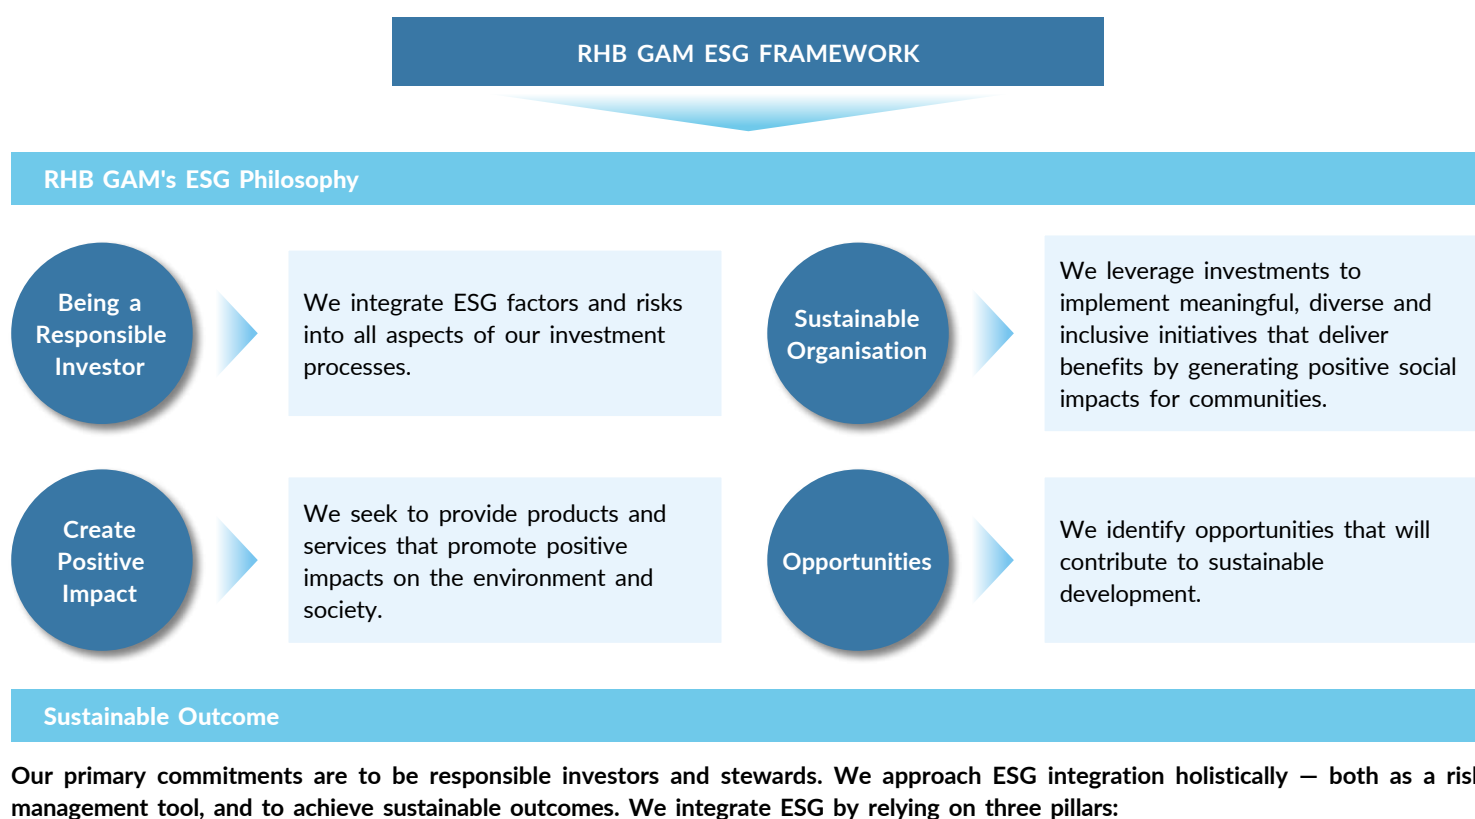 RHB GAM ESG FRAMEWORK
RHB GAM's ESG Philosophy
Being a
Responsible
Investor
We integrate ESG factors and risks
into all aspects of our investment
processes.
Sustainable
Organisation
We leverage investments to
implement meaningful, diverse and
inclusive initiatives that deliver
benefits by generating positive social
impacts for communities.
Create
Positive
Impact
We seek to provide products and
services that promote positive
impacts on the environment and
society.
Opportunities
We identify opportunities that will
contribute to sustainable
development.
Sustainable Outcome
Our primary commitments are to be responsible investors and stewards. We approach ESG integration holistically — both as a risk
management tool, and to achieve sustainable outcomes. We integrate ESG by relying on three pillars: